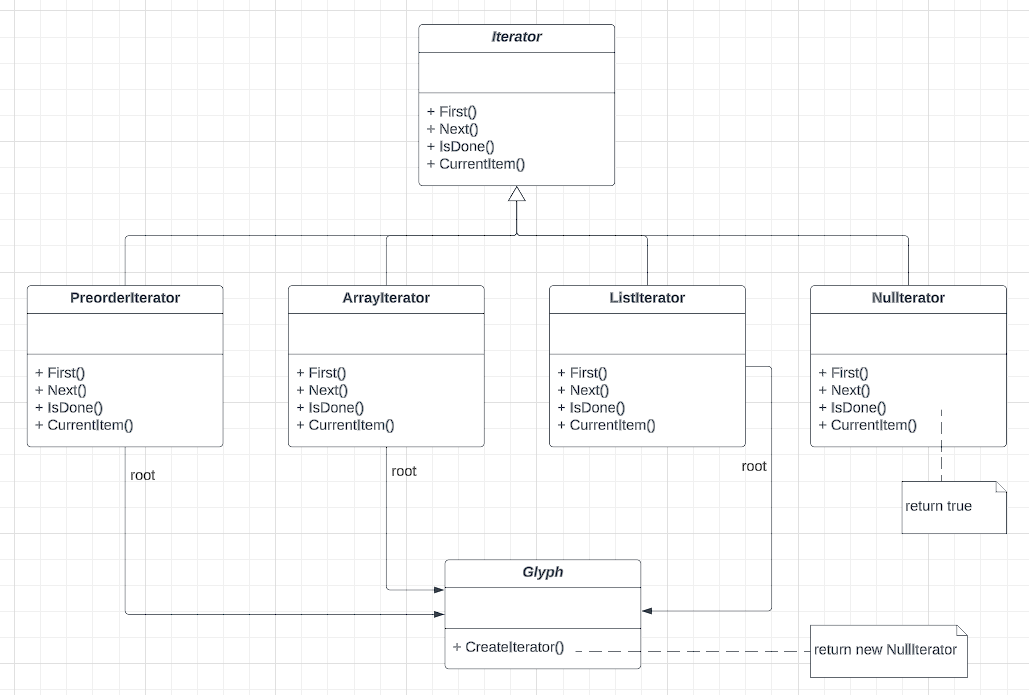 Iterator
+ First()
+ Next()
+ IsDone()
+ CurrentItem()
PreorderIterator
+ First()
+ Next()
+ IsDone()
+ CurrentItem()
ArrayIterator
+ First()
+ Next()
+ IsDone()
+ CurrentItem()
ListIterator
+ First()
+ Next()
+ IsDone()
+ CurrentItem()
NulIterator
+ First()
+ Next()
+ IsDone()
+ CurrentItem()
root
root
root
return true
Glyph
+ CreateIterator()
return new NullIterator